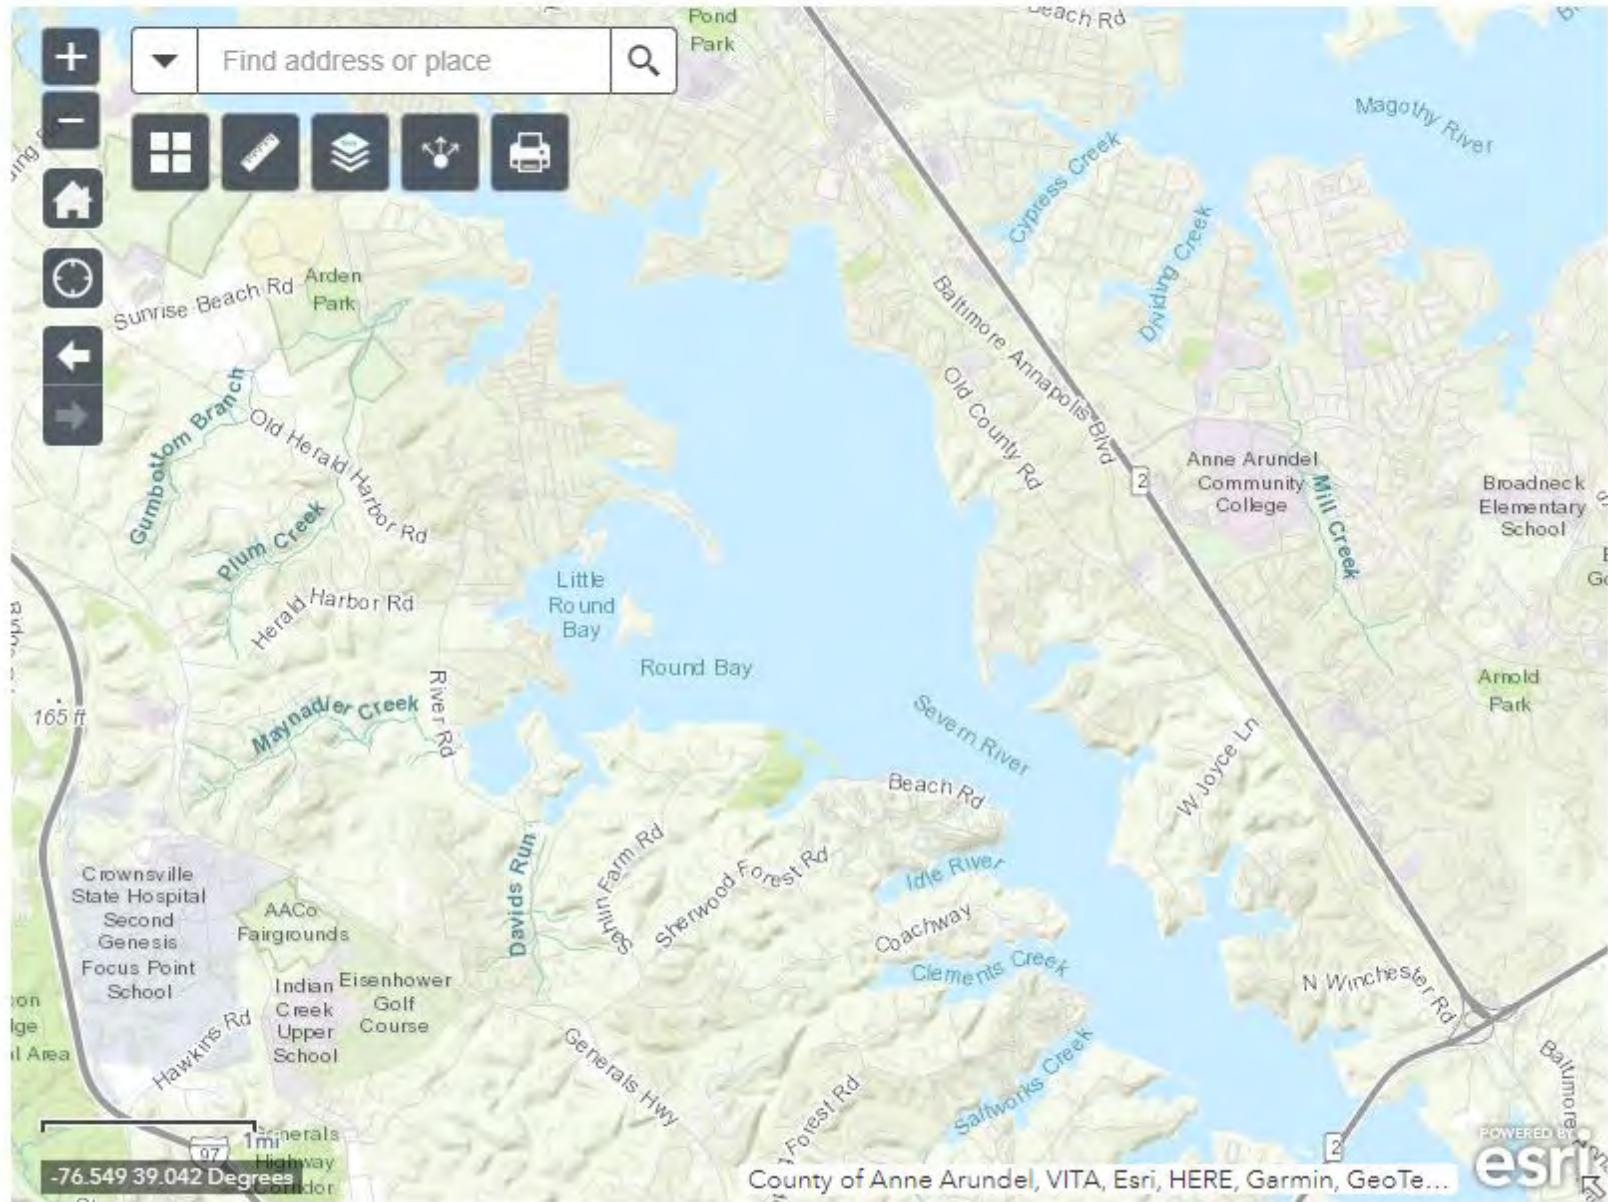 Pond
Park
Beach Rd
Find address or place
Magothy River
Cypress Creek
Dividing Creek
Arden
Park
Sunrise Beach Rd
Baltimore Annapolis Blvd
Old County Rd
Gumbottom Branch
Old Herald Harbor Rd
2
Anne Arundel
Community
College
Mill Creek
Broadneck
Elementary
School
Plum Creek
Herald Harbor Rd
Little
Round
Bay
Round Bay
165 ft
Maynadier Creek
River Rd
Severn River
W Joyce Ln
Arnold
Park
Beach Rd
Davids Run
Sahlin Farm Rd
Sherwood Forest Rd
Idle River
Coachway
Clements Creek
Crownsville
State Hospital
Second
Genesis
Focus Point
School
AACo
Fairgrounds
Indian
Creek
Upper
School
Eisenhower
Golf
Course
N Winchester Rd
Hawkins Rd
Generals Hwy
Saltworks Creek
Forest Rd
Baltimore
al Area
1mi
97
Highway
2
-76.549 39.042 Degrees
County of Anne Arundel, VITA, Esri, HERE, Garmin, GeoTe...
POWERED BY
esri